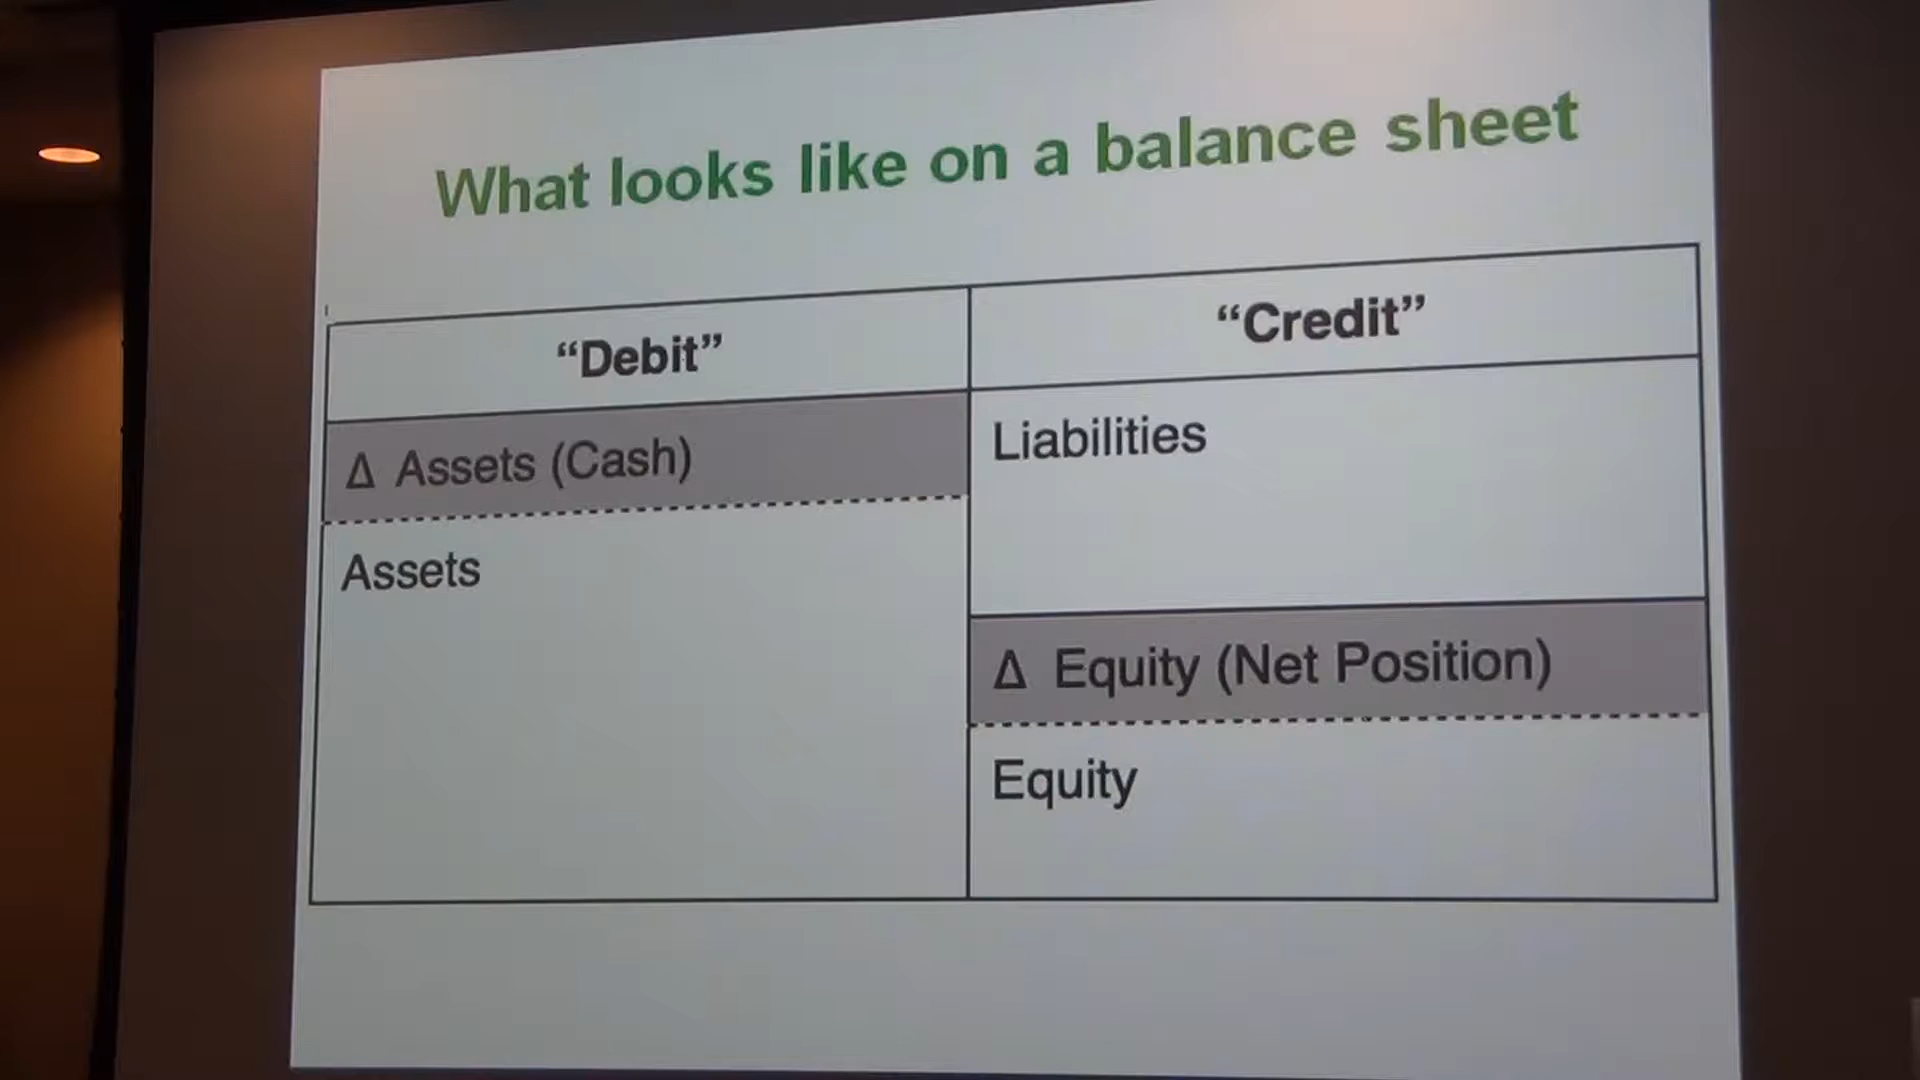 What looks like on a balance sheet
“Debit”
“Credit”
Δ Assets (Cash)
Assets
Liabilities
Δ Equity (Net Position)
Equity